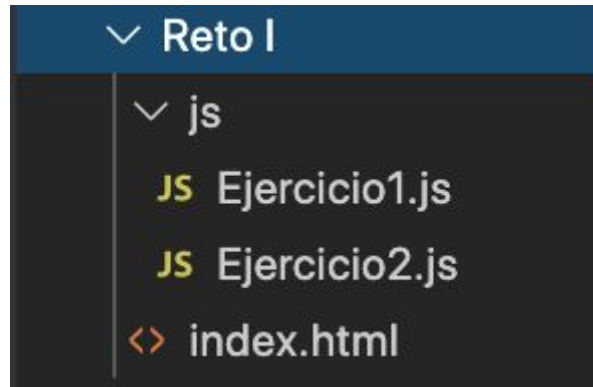 Reto I
js
JS Ejercicio1.js
JS Ejercicio2.js
<> index.html